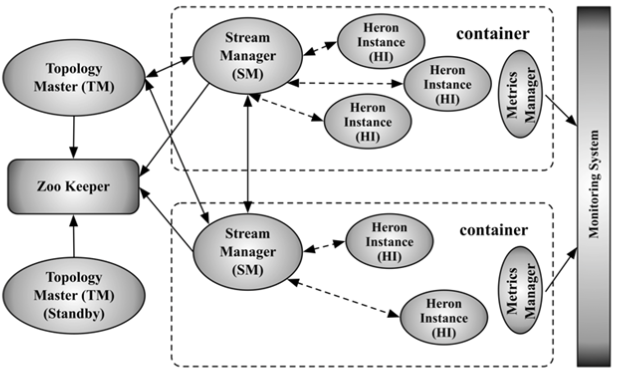 Topology
Master (TM)
Zoo Keeper
Topology
Master (TM)
(Standby)
Stream
Manager
(SM)
Heron
Instance
(HI)
Heron
Instance
(HI)
Heron
Instance
(HI)
container
Metrics
Manager
Stream
Manager
(SM)
Heron
Instance
(HI)
Heron
Instance
(HI)
container
Metrics
Manager
Monitoring System